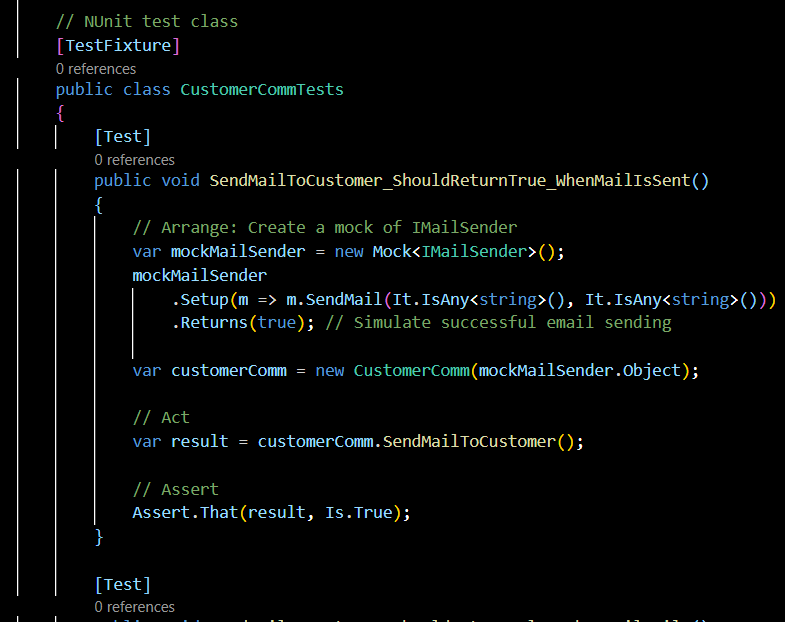 // NUnit test class
[TestFixture]
0 references
public class CustomerCommTests
{
[Test]
0 references
public void SendMailToCustomer_ShouldReturnTrue_WhenMailIsSent()
{
// Arrange: Create a mock of IMailSender
var mockMailSender = new Mock<IMailSender>();
mockMailSender
.Setup(m => m.SendMail(It.IsAny<string>(), It.IsAny<string>()))
.Returns(true); // Simulate successful email sending
var customerComm = new CustomerComm(mockMailSender.Object);
// Act
var result = customerComm.SendMailToCustomer();
// Assert
Assert.That(result, Is.True);
}
[Test]
0 references